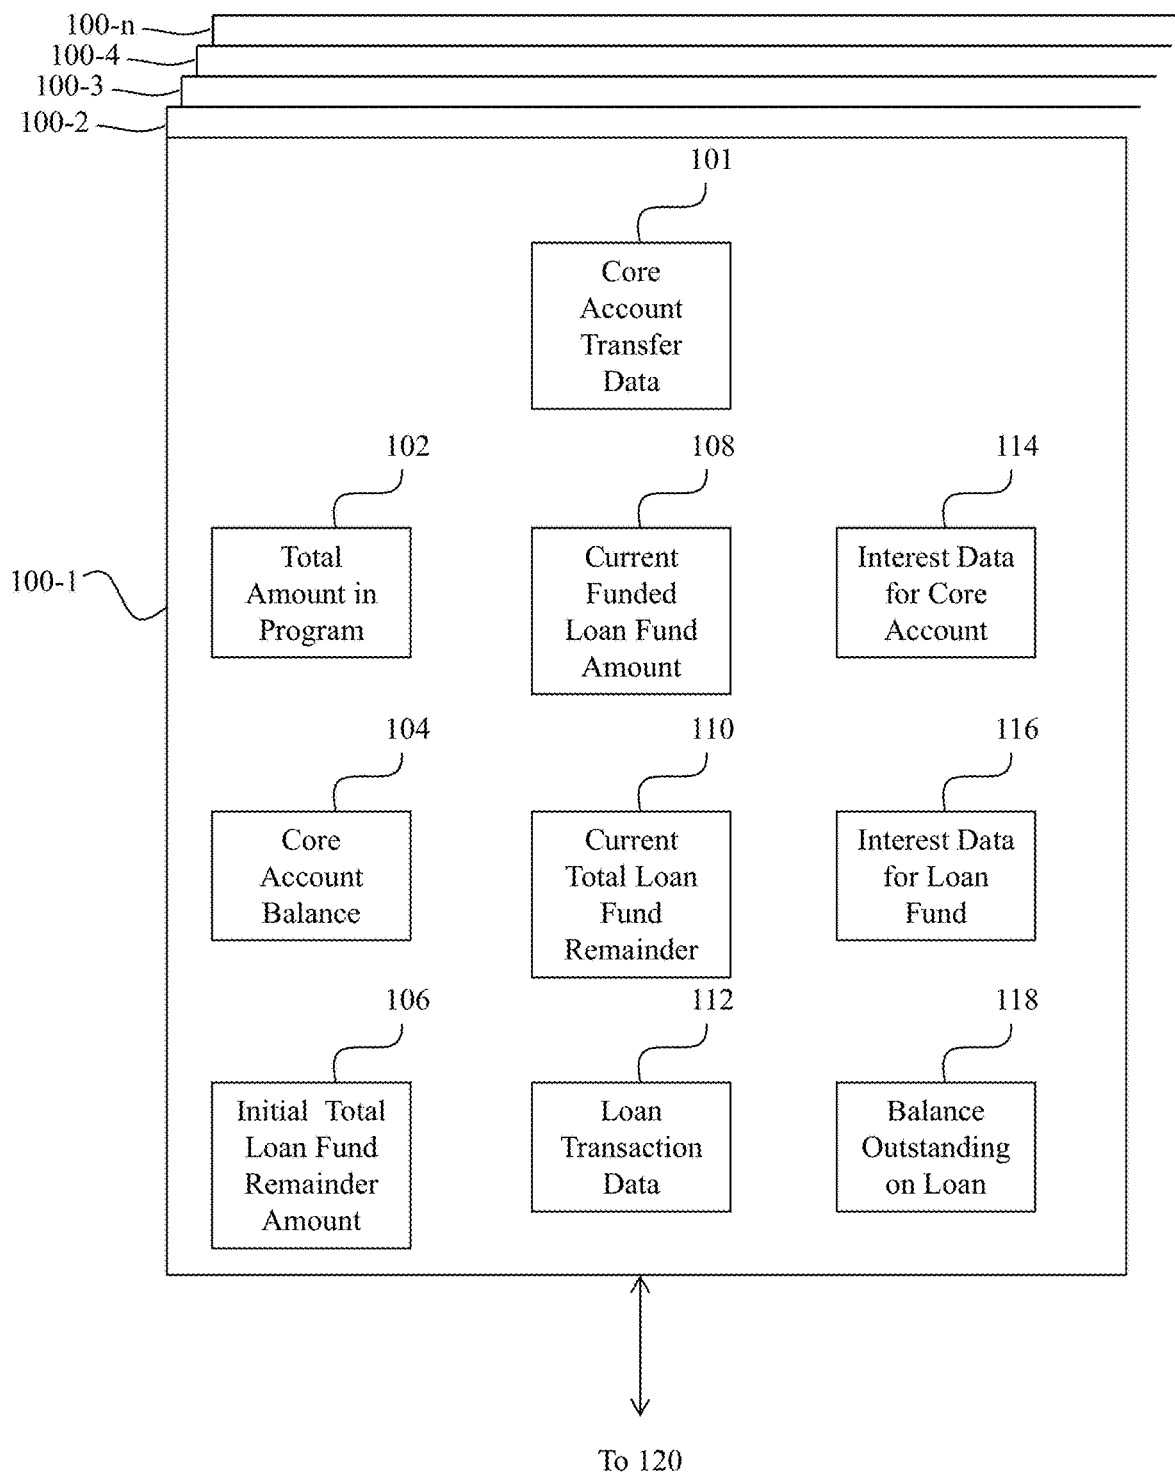 100-n
100-4
100-3
100-2
101
Core
Account
Transfer
Data
102
108
114
Total
Amount in
Program
Current
Funded
Loan Fund
Amount
Interest Data
for Core
Account
100-1
104
110
116
Core
Account
Balance
Current
Total Loan
Fund
Remainder
Interest Data
for Loan
Fund
106
112
118
Initial Total
Loan Fund
Remainder
Amount
Loan
Transaction
Data
Balance
Outstanding
on Loan
To 120